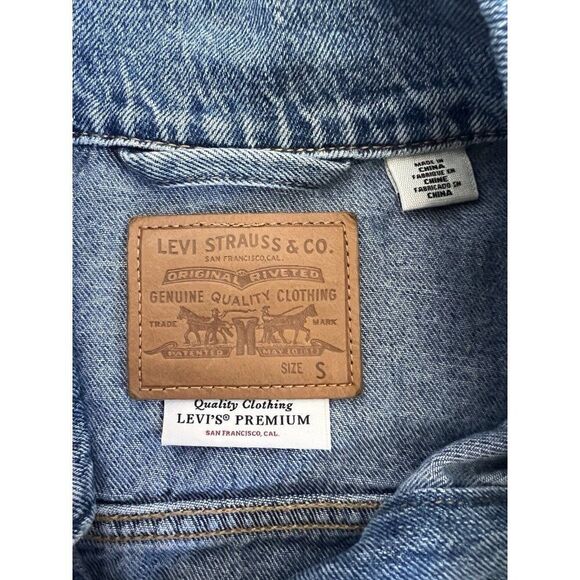 MADE IN
CHINA
FABRIQUE EN
CHINE
FABRICADO EN
CHINA
LEVI STRAUSS & CO.
SAN FRANCISCO, CAL.
ORIGINAL RIVETED
GENUINE QUALITY CLOTHING
TRADE MARK
PATENTED MAY 20 1873
SIZE S
Quality Clothing
LEVI'S® PREMIUM
SAN FRANCISCO, CAL.